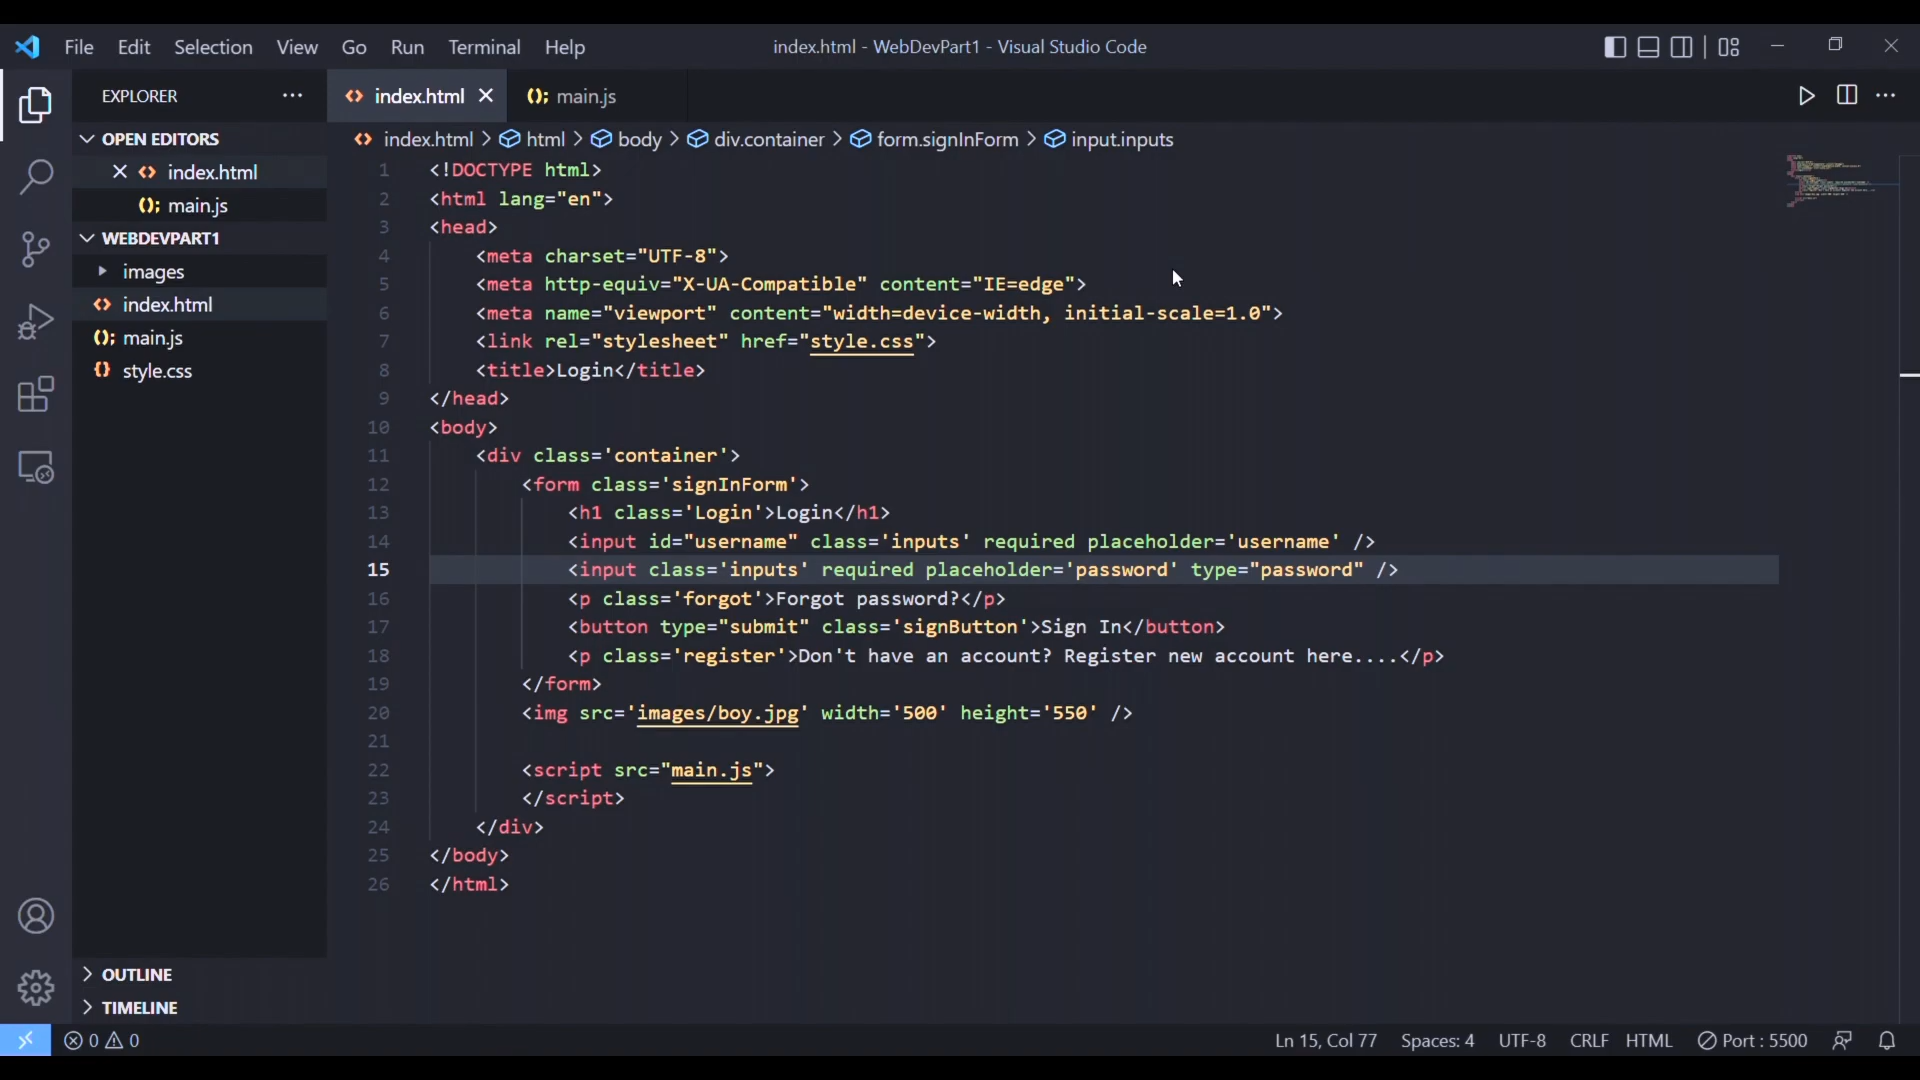 File Edit Selection View Go Run Terminal Help
index.html - WebDevPart1 - Visual Studio Code
EXPLORER
OPEN EDITORS
index.html
main.js
WEBDEVPART1
images
index.html
main.js
style.css
OUTLINE
TIMELINE
index.html
main.js
index.html > html > body > div.container > form.signInForm > input.inputs
1 <!DOCTYPE html>
2 <html lang="en">
3 <head>
4     <meta charset="UTF-8">
5     <meta http-equiv="X-UA-Compatible" content="IE=edge">
6     <meta name="viewport" content="width=device-width, initial-scale=1.0">
7     <link rel="stylesheet" href="style.css">
8     <title>Login</title>
9 </head>
10 <body>
11     <div class='container'>
12         <form class='signInForm'>
13             <h1 class='Login'>Login</h1>
14             <input id="username" class='inputs' required placeholder='username' />
15             <input class='inputs' required placeholder='password' type="password" />
16             <p class='forgot'>Forgot password?</p>
17             <button type="submit" class='signButton'>Sign In</button>
18             <p class='register'>Don't have an account? Register new account here....</p>
19         </form>
20         <img src='images/boy.jpg' width='500' height='550' />
21
22         <script src="main.js">
23         </script>
24     </div>
25 </body>
26 </html>
0 0
Ln 15, Col 77 Spaces: 4 UTF-8 CRLF HTML Port : 5500